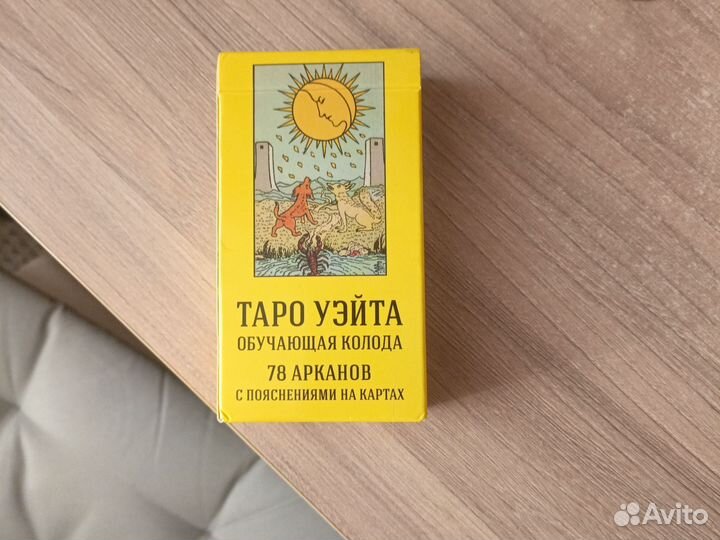 ТАРО УЭЙТА
ОБУЧАЮЩАЯ КОЛОДА
78 АРКАНОВ
С ПОЯСНЕНИЯМИ НА КАРТАХ
Avito